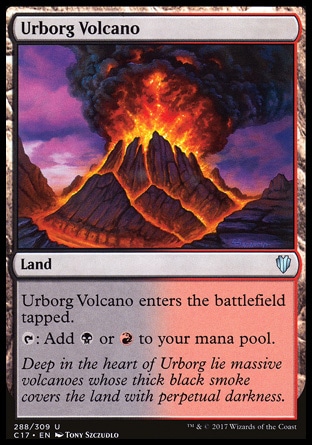 Urborg Volcano
Land
Urborg Volcano enters the battlefield
tapped.
: Add or to your mana pool.
Deep in the heart of Urborg lie massive
volcanoes whose thick black smoke
covers the land with perpetual darkness.
288/309 U
C17 • EN Tony Szczudlo
™ & © 2017 Wizards of the Coast